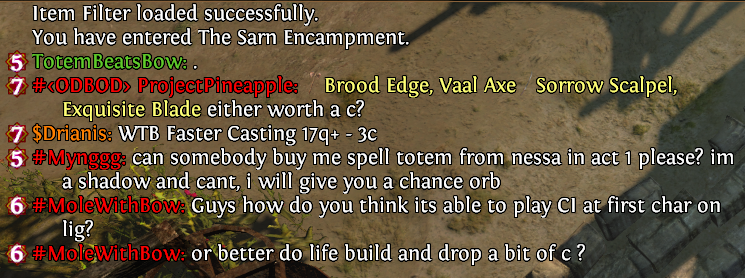 Item Filter loaded successfully.
You have entered The Sarn Encampment.
5 TotemBeatsBow: .
7 #<ODBOD> ProjectPineapple: Brood Edge, Vaal Axe Sorrow Scalpel,
Exquisite Blade either worth a c?
7 $Drianis: WTB Faster Casting 17q+ - 3c
5 #Mynggg: can somebody buy me spell totem from nessa in act 1 please? im
a shadow and cant, i will give you a chance orb
6 #MoleWithBow: Guys how do you think its able to play CI at first char on
lig?
6 #MoleWithBow: or better do life build and drop a bit of c ?